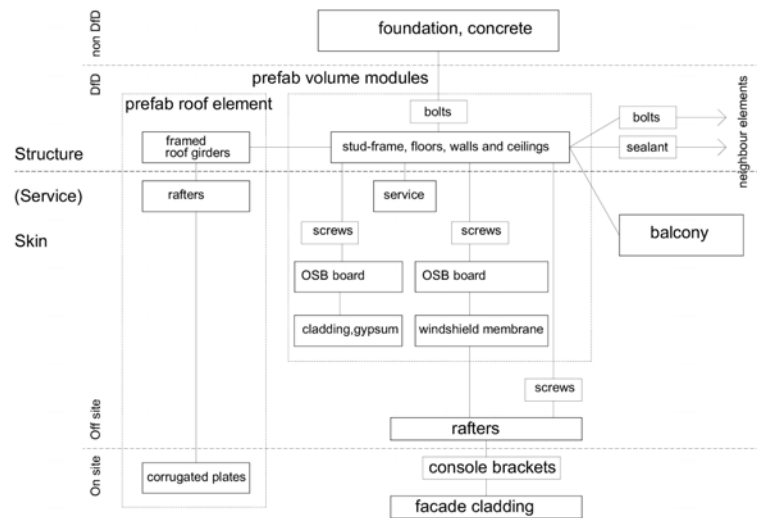 non DfD
foundation, concrete
DfD
prefab volume modules
prefab roof element
bolts
bolts
framed
roof girders
stud-frame, floors, walls and ceilings
sealant
neighbour elements
Structure
(Service)
rafters
service
Skin
screws
screws
balcony
OSB board
OSB board
cladding,gypsum
windshield membrane
screws
Off site
rafters
On site
corrugated plates
console brackets
facade cladding